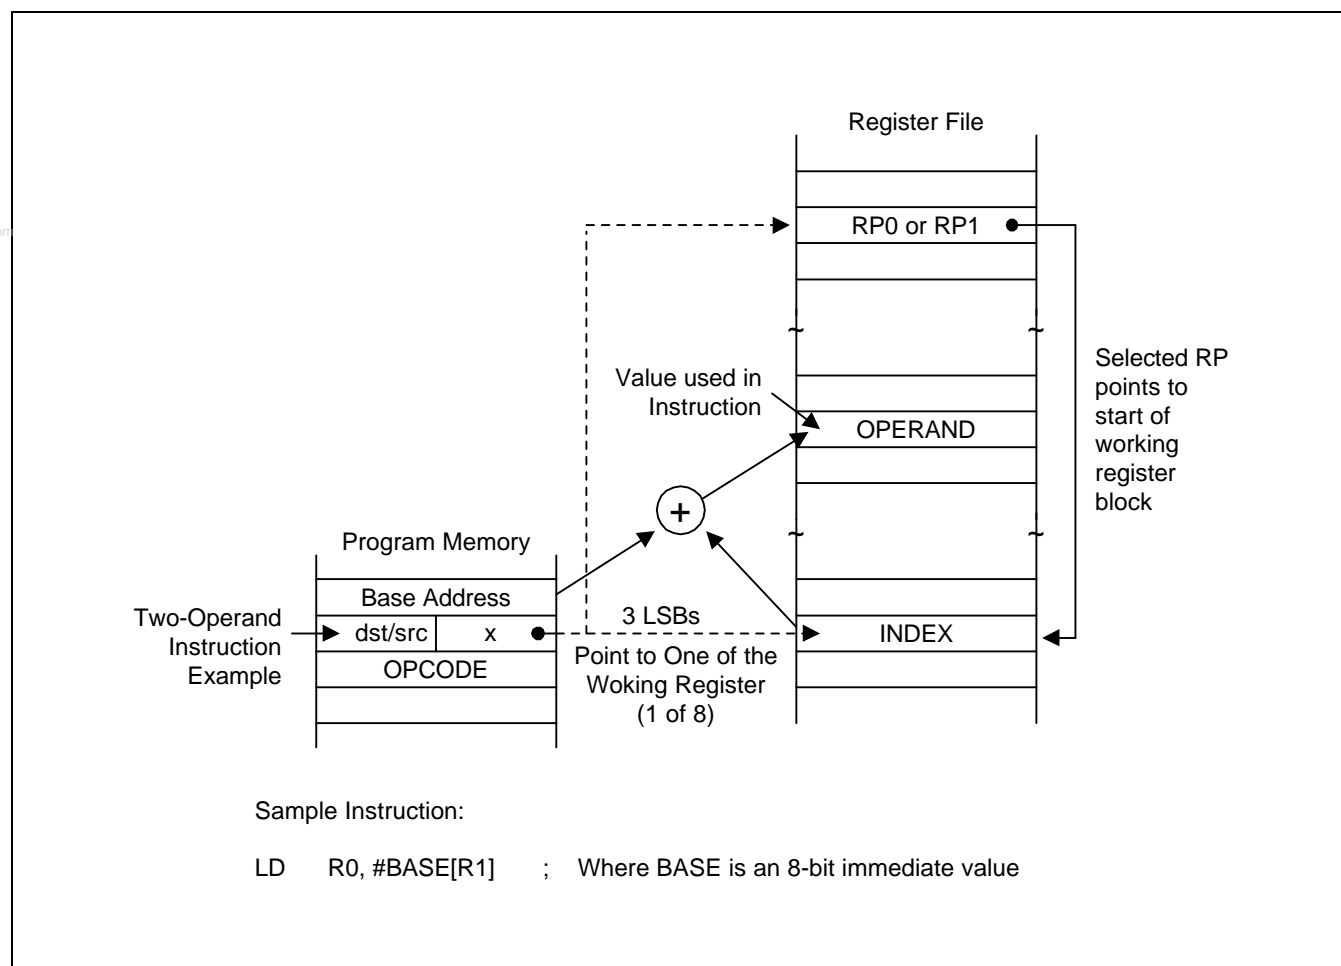 Register File
RP0 or RP1
Selected RP
points to
start of
working
register
block
Value used in
Instruction
OPERAND
+
Program Memory
Base Address
Two-Operand
Instruction
Example
dst/src
x
3 LSBs
INDEX
OPCODE
Point to One of the
Woking Register
(1 of 8)
~
~
~
~
Sample Instruction:
LD R0, #BASE[R1] ; Where BASE is an 8-bit immediate value